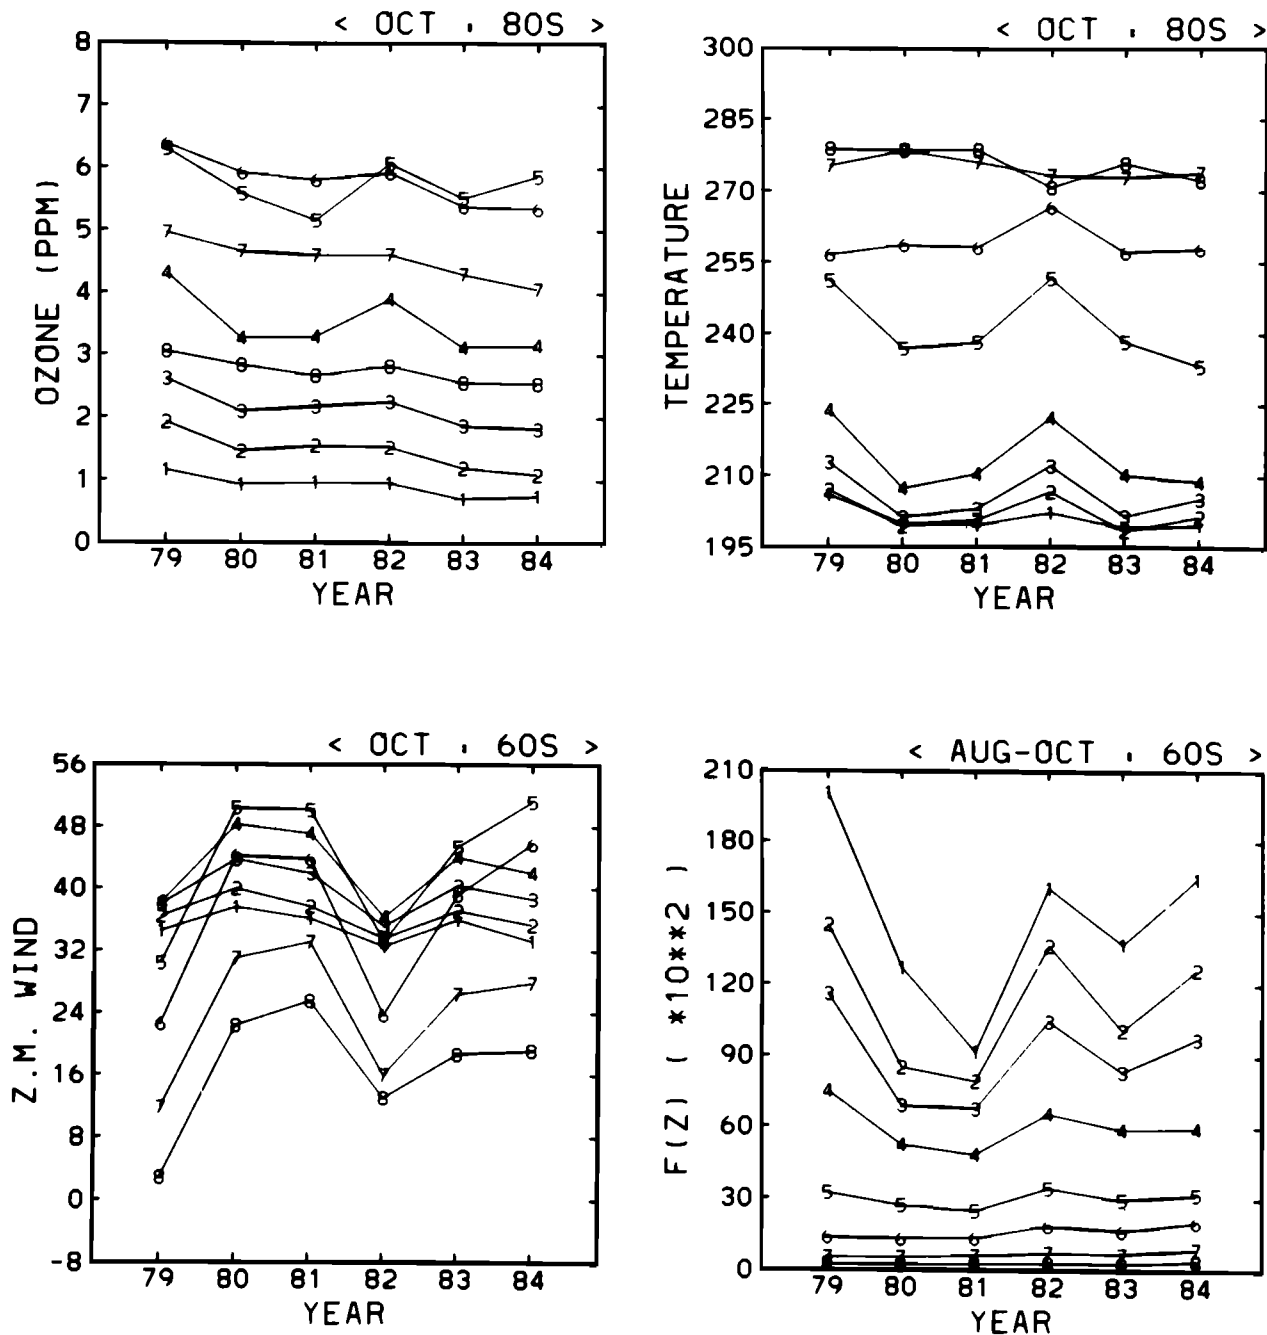 < OCT , 80S >
8
7
6
5
4
3
2
1
0
OZONE (PPM)
79 80 81 82 83 84
YEAR
< OCT , 80S >
300
285
270
255
240
225
210
195
TEMPERATURE
79 80 81 82 83 84
YEAR
< OCT , 60S >
56
48
40
32
24
16
8
0
-8
Z.M. WIND
79 80 81 82 83 84
YEAR
< AUG-OCT , 60S >
210
180
150
120
90
60
30
0
F(Z) ( *10**2 )
79 80 81 82 83 84
YEAR